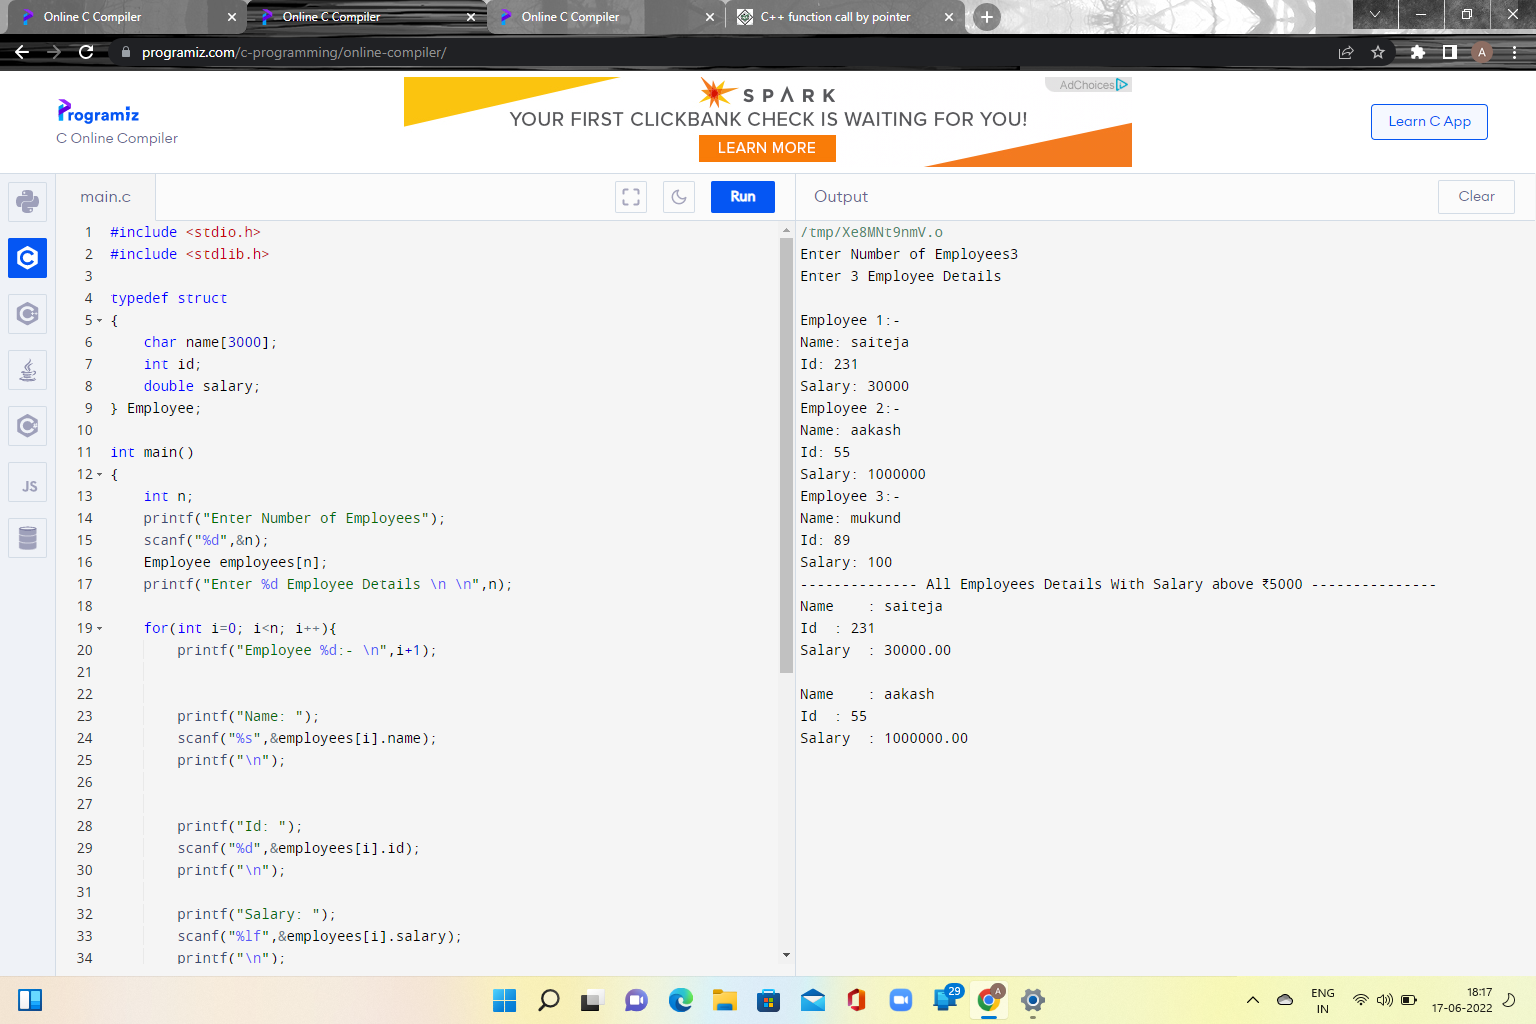 Online C Compiler
Online C Compiler
Online C Compiler
C++ function call by pointer
programiz.com/c-programming/online-compiler/
A
Programiz
C Online Compiler
SPARK
AdChoices
YOUR FIRST CLICKBANK CHECK IS WAITING FOR YOU!
LEARN MORE
Learn C App
main.c
Run
Output
Clear
JS
1 #include <stdio.h>
2 #include <stdlib.h>
3
4 typedef struct
5 {
6 char name[3000];
7 int id;
8 double salary;
9 } Employee;
10
11 int main()
12 {
13 int n;
14 printf("Enter Number of Employees");
15 scanf("%d",&n);
16 Employee employees[n];
17 printf("Enter %d Employee Details \n \n",n);
18
19 for(int i=0; i<n; i++){
20 printf("Employee %d:- \n",i+1);
21
22
23 printf("Name: ");
24 scanf("%s",&employees[i].name);
25 printf("\n");
26
27
28 printf("Id: ");
29 scanf("%d",&employees[i].id);
30 printf("\n");
31
32 printf("Salary: ");
33 scanf("%lf",&employees[i].salary);
34 printf("\n");
/tmp/Xe8MNt9nmV.o
Enter Number of Employees3
Enter 3 Employee Details
Employee 1:-
Name: saiteja
Id: 231
Salary: 30000
Employee 2:-
Name: aakash
Id: 55
Salary: 1000000
Employee 3:-
Name: mukund
Id: 89
Salary: 100
-------------- All Employees Details With Salary above ₹5000 ---------------
Name : saiteja
Id : 231
Salary : 30000.00
Name : aakash
Id : 55
Salary : 1000000.00
29
A
ENG
IN
18:17
17-06-2022